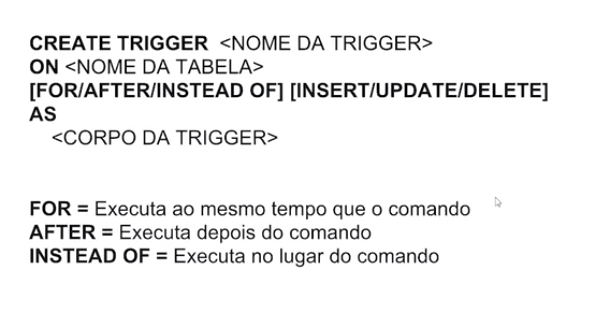 CREATE TRIGGER <NOME DA TRIGGER>
ON <NOME DA TABELA>
[FOR/AFTER/INSTEAD OF] [INSERT/UPDATE/DELETE]
AS
<CORPO DA TRIGGER>
FOR = Executa ao mesmo tempo que o comando
AFTER = Executa depois do comando
INSTEAD OF = Executa no lugar do comando